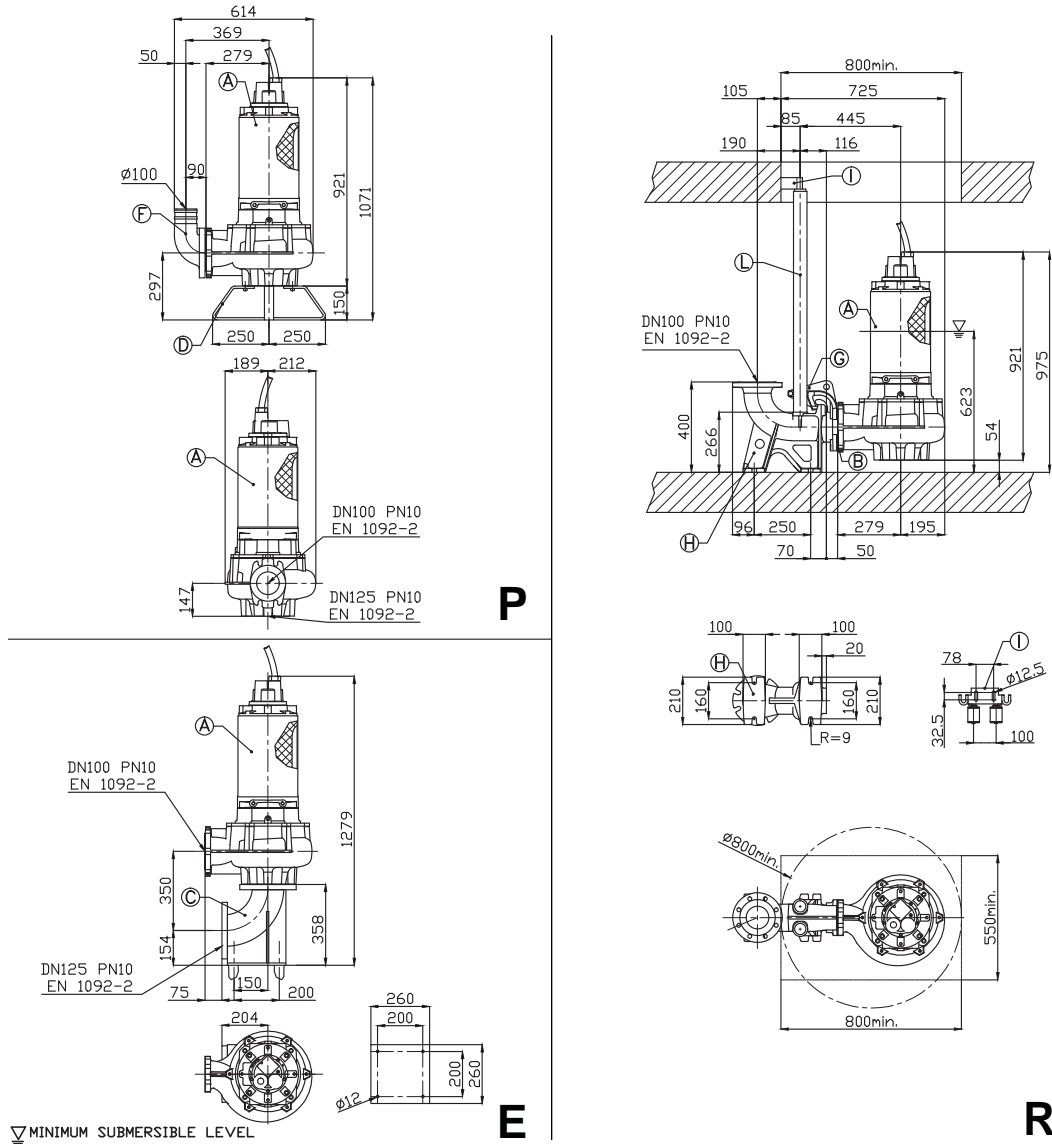 614
369
50
279
A
90
Ø100
F
921
1071
297
150
D
250
250
189
212
A
DN100 PN10
EN 1092-2
147
DN125 PN10
EN 1092-2
P
A
DN100 PN10
EN 1092-2
1279
350
C
358
154
DN125 PN10
EN 1092-2
75
150
200
204
260
200
200
260
Ø12
E
▽ MINIMUM SUBMERSIBLE LEVEL
800min.
105
725
85
445
190
116
I
L
DN100 PN10
EN 1092-2
A
G
921
975
623
400
266
54
B
H
96
250
279
195
70
50
100
100
H
20
210
160
160
210
R=9
I
78
Ø12.5
32.5
100
Ø800min.
550min.
800min.
R